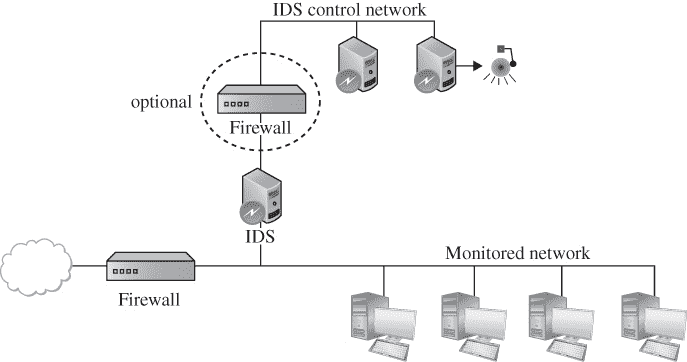 IDS control network
optional
Firewall
IDS
Monitored network
Firewall